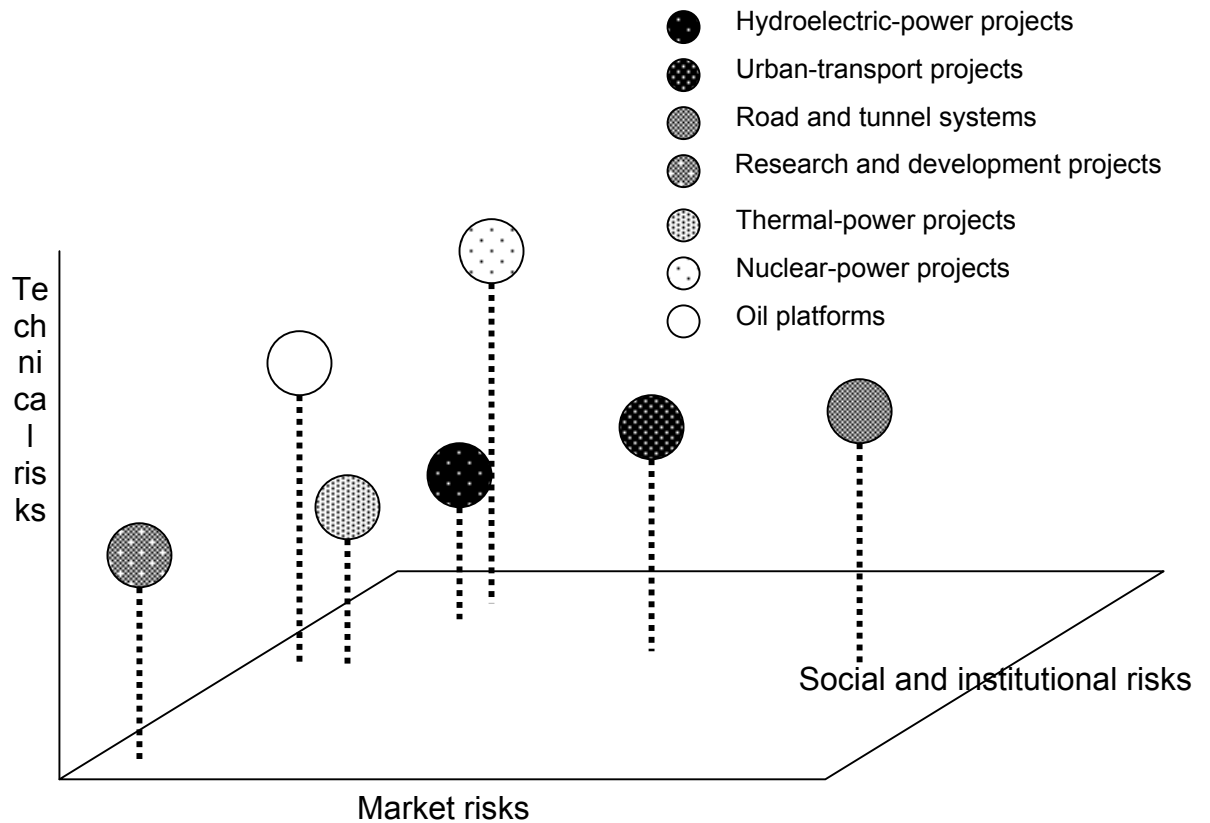 Hydroelectric-power projects
Urban-transport projects
Road and tunnel systems
Research and development projects
Thermal-power projects
Nuclear-power projects
Oil platforms
Te
ch
ni
ca
l
ris
ks
Social and institutional risks
Market risks